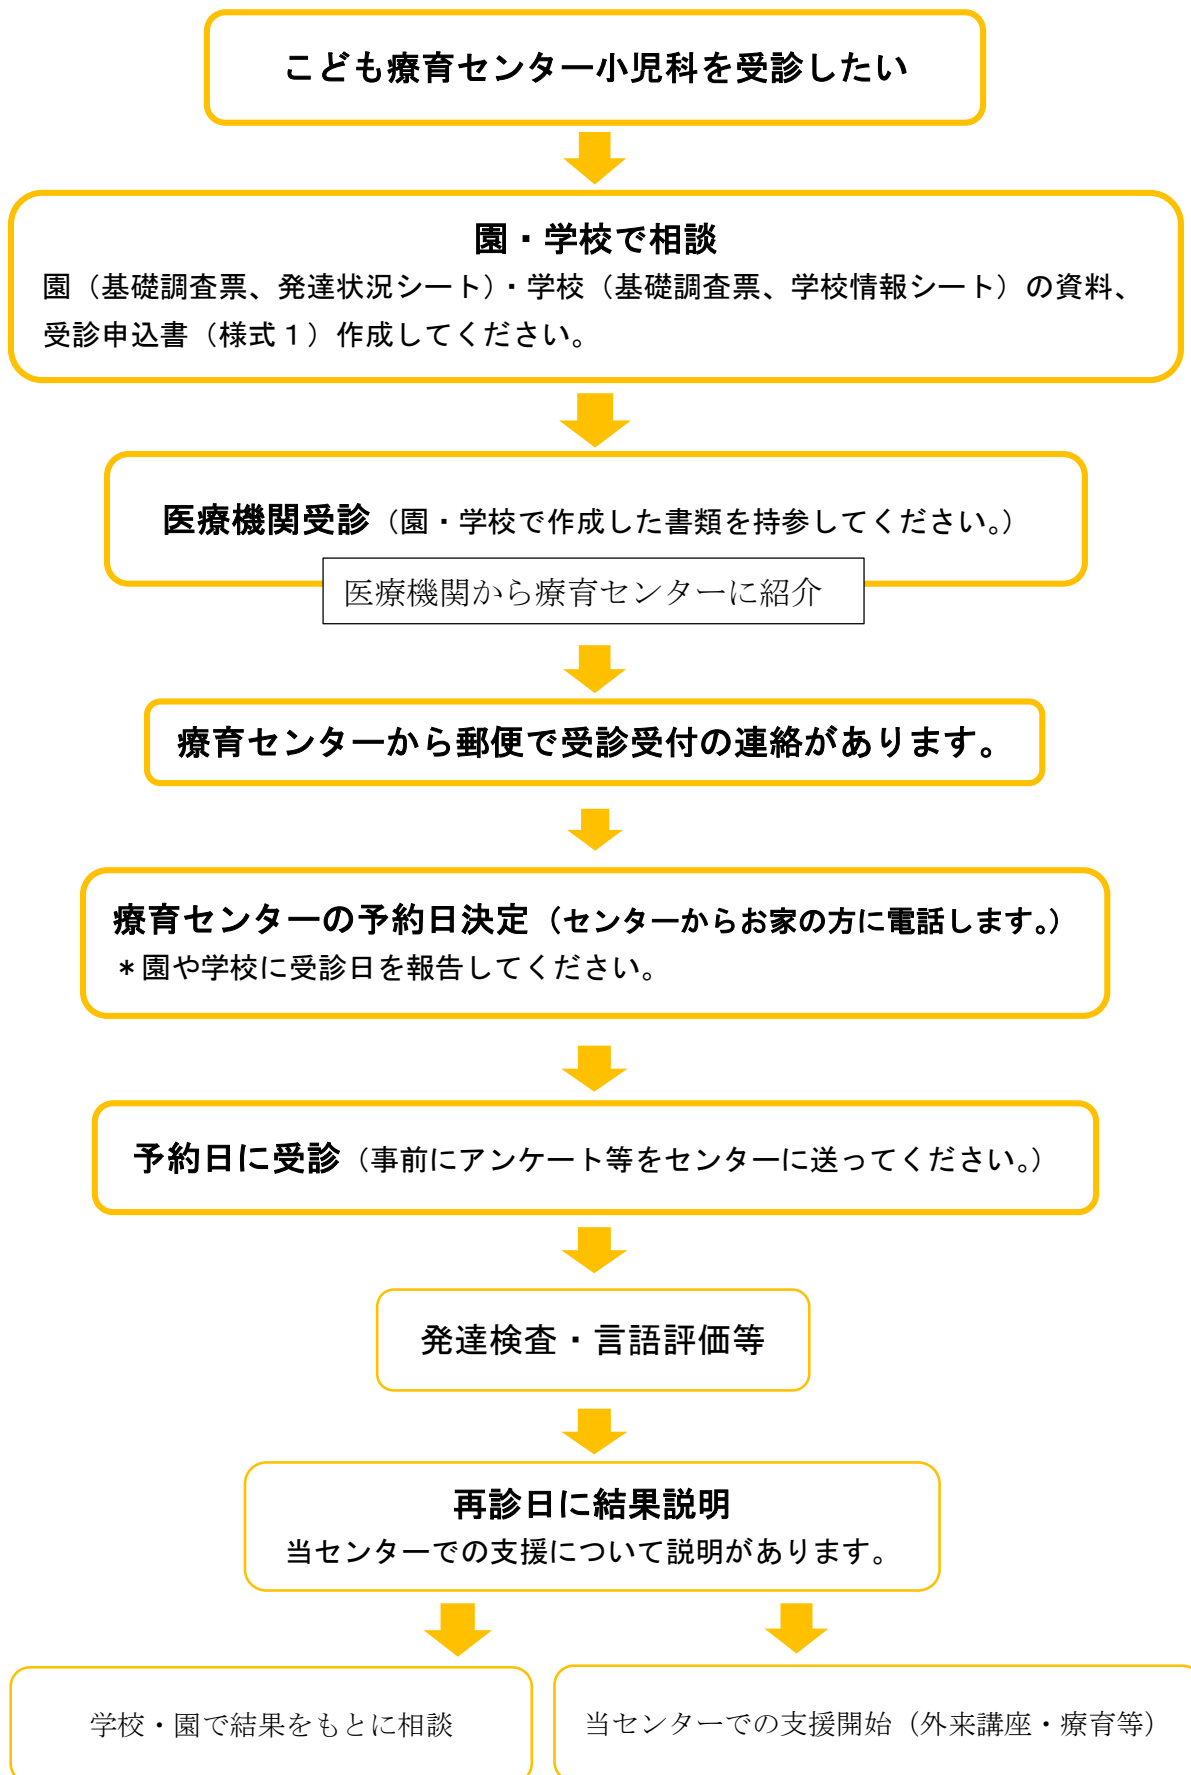 こども療育センター小児科を受診したい
園・学校で相談
園（基礎調査票、発達状況シート）・学校（基礎調査票、学校情報シート）の資料、
受診申込書（様式１）作成してください。
医療機関受診（園・学校で作成した書類を持参してください。）
医療機関から療育センターに紹介
療育センターから郵便で受診受付の連絡があります。
療育センターの予約日決定（センターからお家の方に電話します。）
＊園や学校に受診日を報告してください。
予約日に受診（事前にアンケート等をセンターに送ってください。）
発達検査・言語評価等
再診日に結果説明
当センターでの支援について説明があります。
学校・園で結果をもとに相談
当センターでの支援開始（外来講座・療育等）